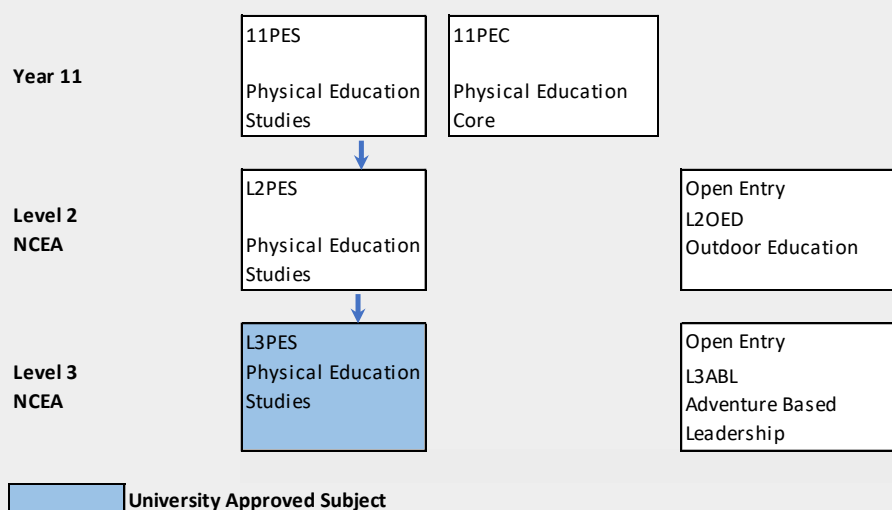 Year 11
11PES
Physical Education
Studies
11PEC
Physical Education
Core
Level 2
NCEA
L2PES
Physical Education
Studies
Open Entry
L2OED
Outdoor Education
Level 3
NCEA
L3PES
Physical Education
Studies
Open Entry
L3ABL
Adventure Based
Leadership
University Approved Subject